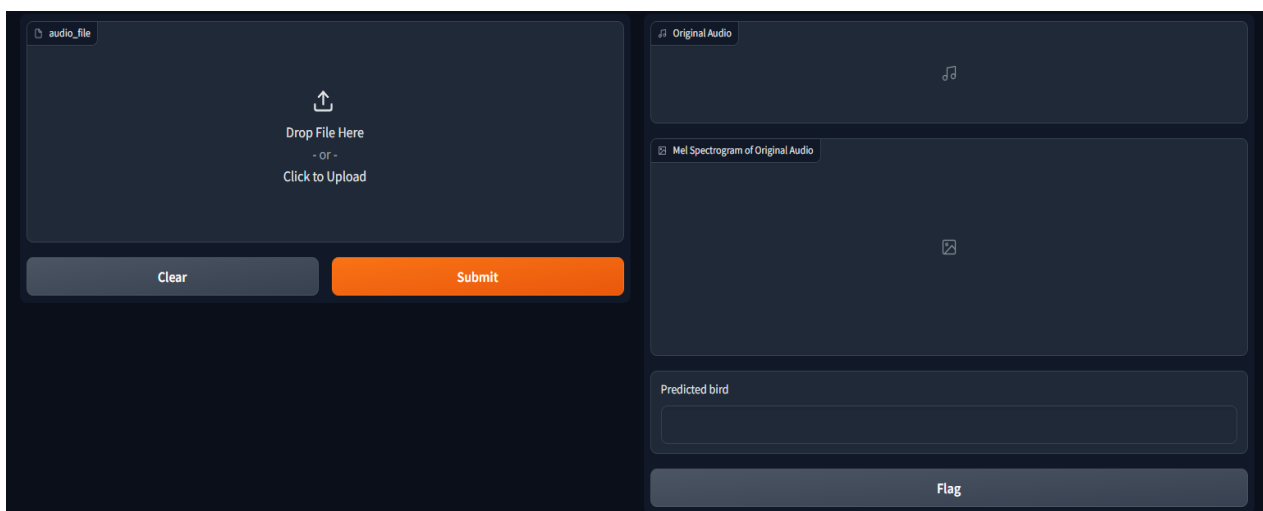 audio_file
Drop File Here
- or -
Click to Upload
Clear
Submit
Original Audio
Mel Spectrogram of Original Audio
Predicted bird
Flag